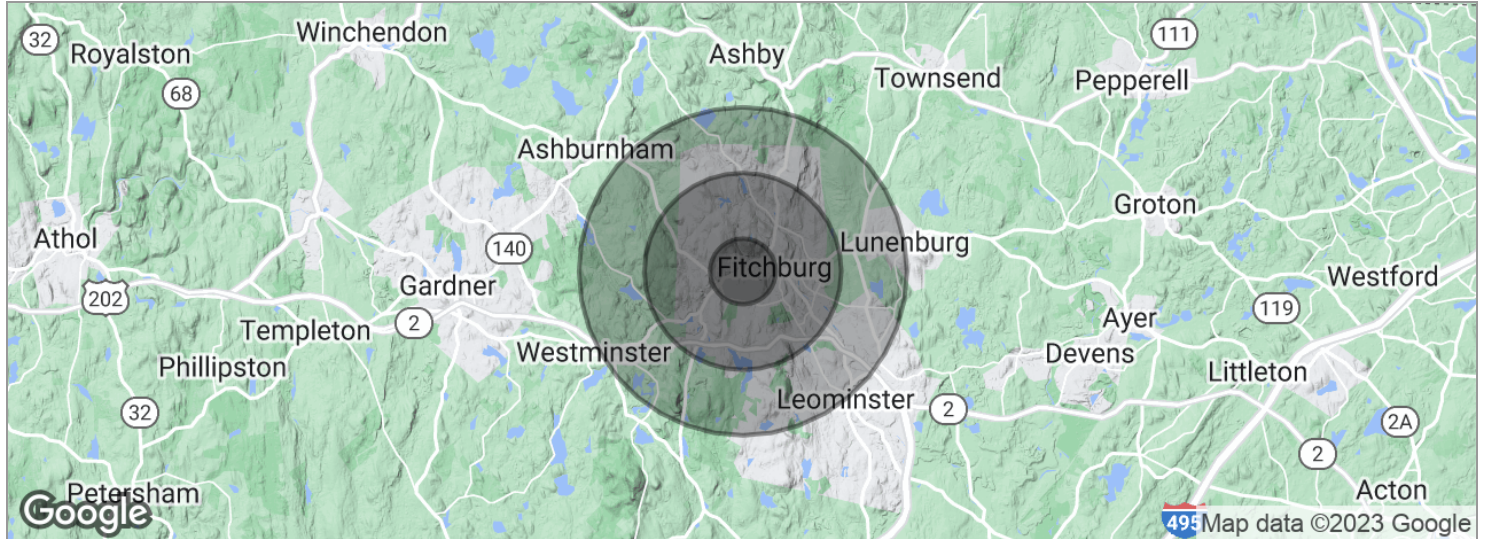 32
Royalston
Winchendon
Ashby
111
Townsend
Pepperell
68
Ashburnham
Groton
Athol
140
Lunenburg
Fitchburg
Westford
202
Gardner
119
Templeton
2
Ayer
Westminster
Devens
Phillipston
Littleton
32
Leominster
2
2A
2
Petersham
Acton
Google
495
Map data ©2023 Google